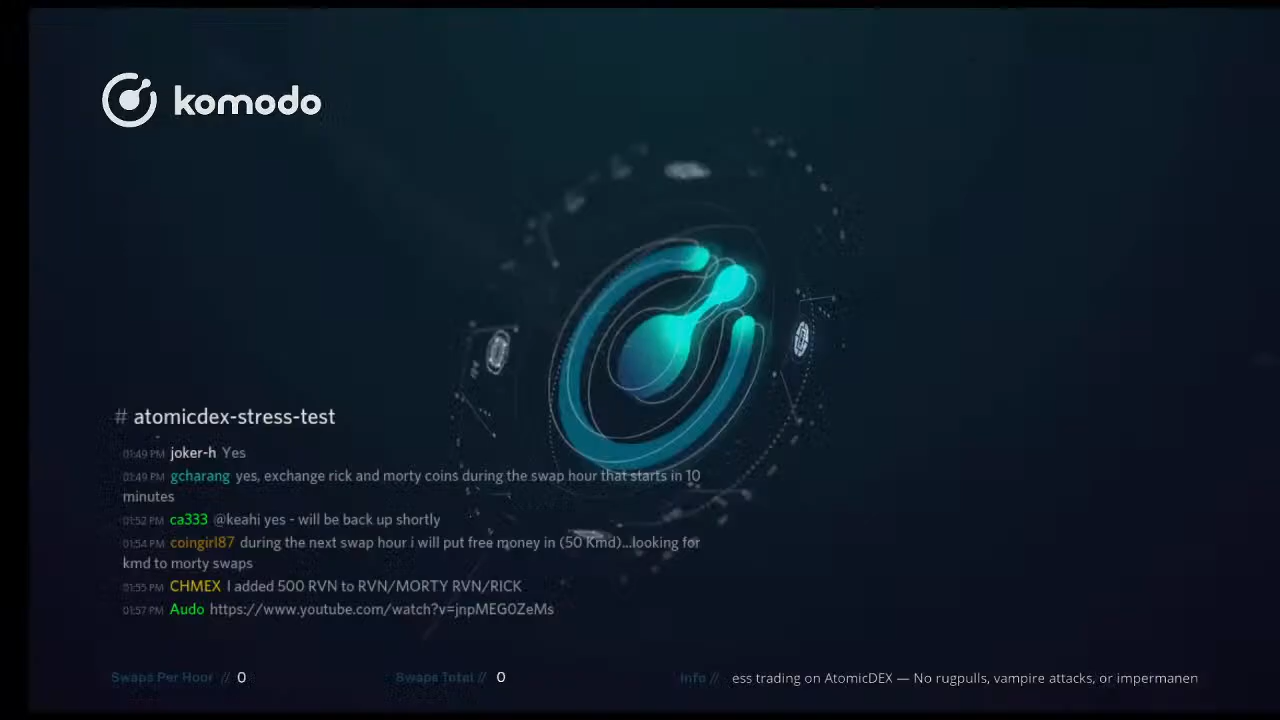 komodo
# atomicdex-stress-test
01:49 PM joker-h Yes
01:49 PM gcharang yes, exchange rick and morty coins during the swap hour that starts in 10
minutes
01:52 PM ca333 @keahi yes - will be back up shortly
01:54 PM coingirl87 during the next swap hour i will put free money in (50 Kmd)...looking for
kmd to morty swaps
01:55 PM CHMEX I added 500 RVN to RVN/MORTY RVN/RICK
01:57 PM Audo https://www.youtube.com/watch?v=jnpMEG0ZeMs
Swaps Per Hour // 0 Swaps Total // 0 Info // ess trading on AtomicDEX — No rugpulls, vampire attacks, or impermanen